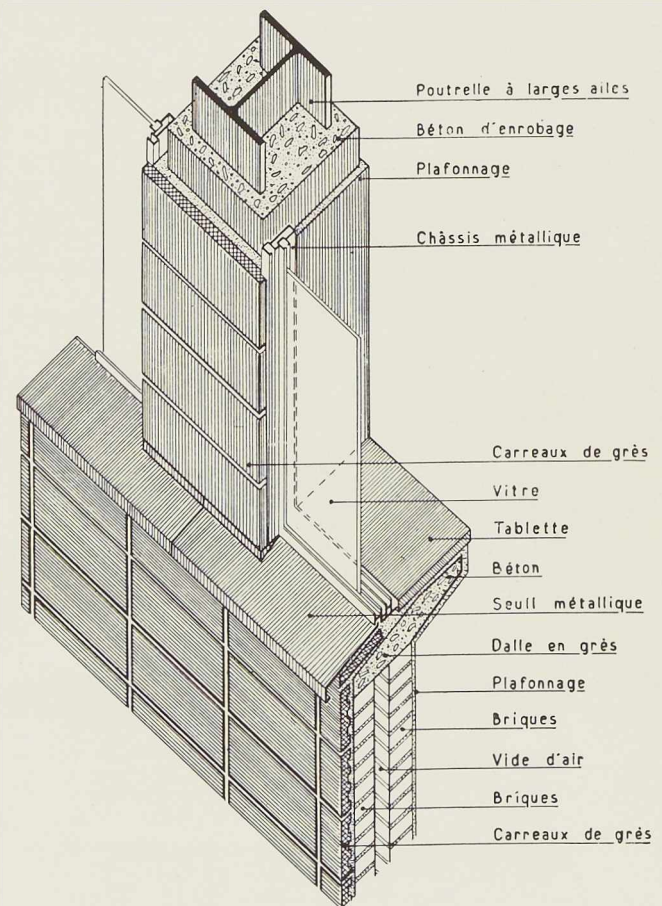 Poutrelle à larges ailes
Béton d'enrobage
Plafonnage
Châssis métallique
Carreaux de grès
Vitre
Tablette
Béton
Seuil métallique
Dalle en grès
Plafonnage
Briques
Vide d'air
Briques
Carreaux de grés